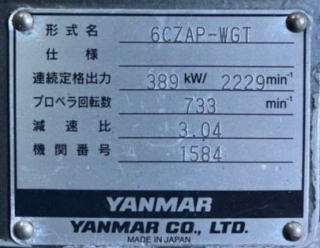 形式名 6CZAP-WGT
仕様
連続定格出力 389 kW/ 2229 min⁻¹
プロペラ回転数 733 min⁻¹
減速比 3.04
機関番号 1584
YANMAR
YANMAR CO., LTD.
MADE IN JAPAN